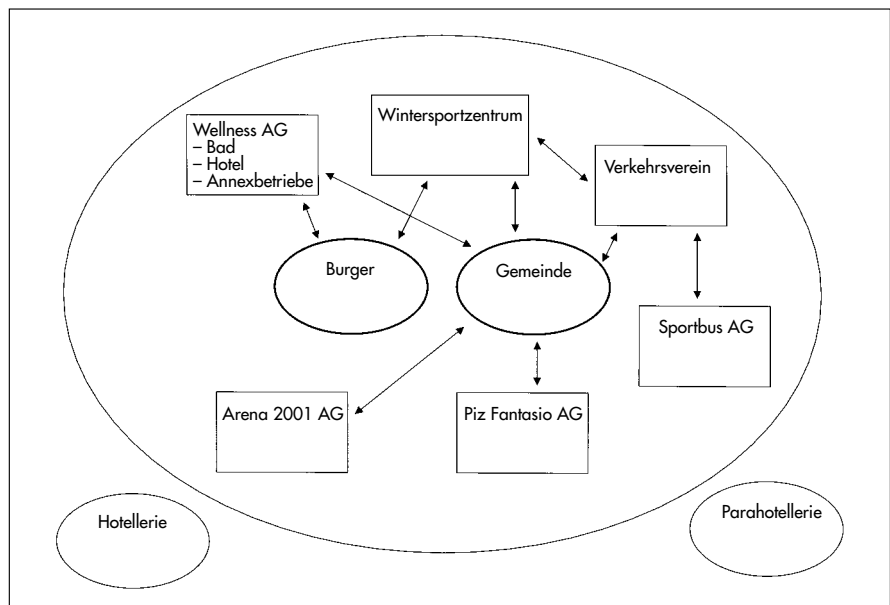 Wintersportzentrum
Wellness AG
– Bad
– Hotel
– Annexbetriebe
Verkehrsverein
Burger
Gemeinde
Sportbus AG
Arena 2001 AG
Piz Fantasio AG
Hotellerie
Parahotellerie